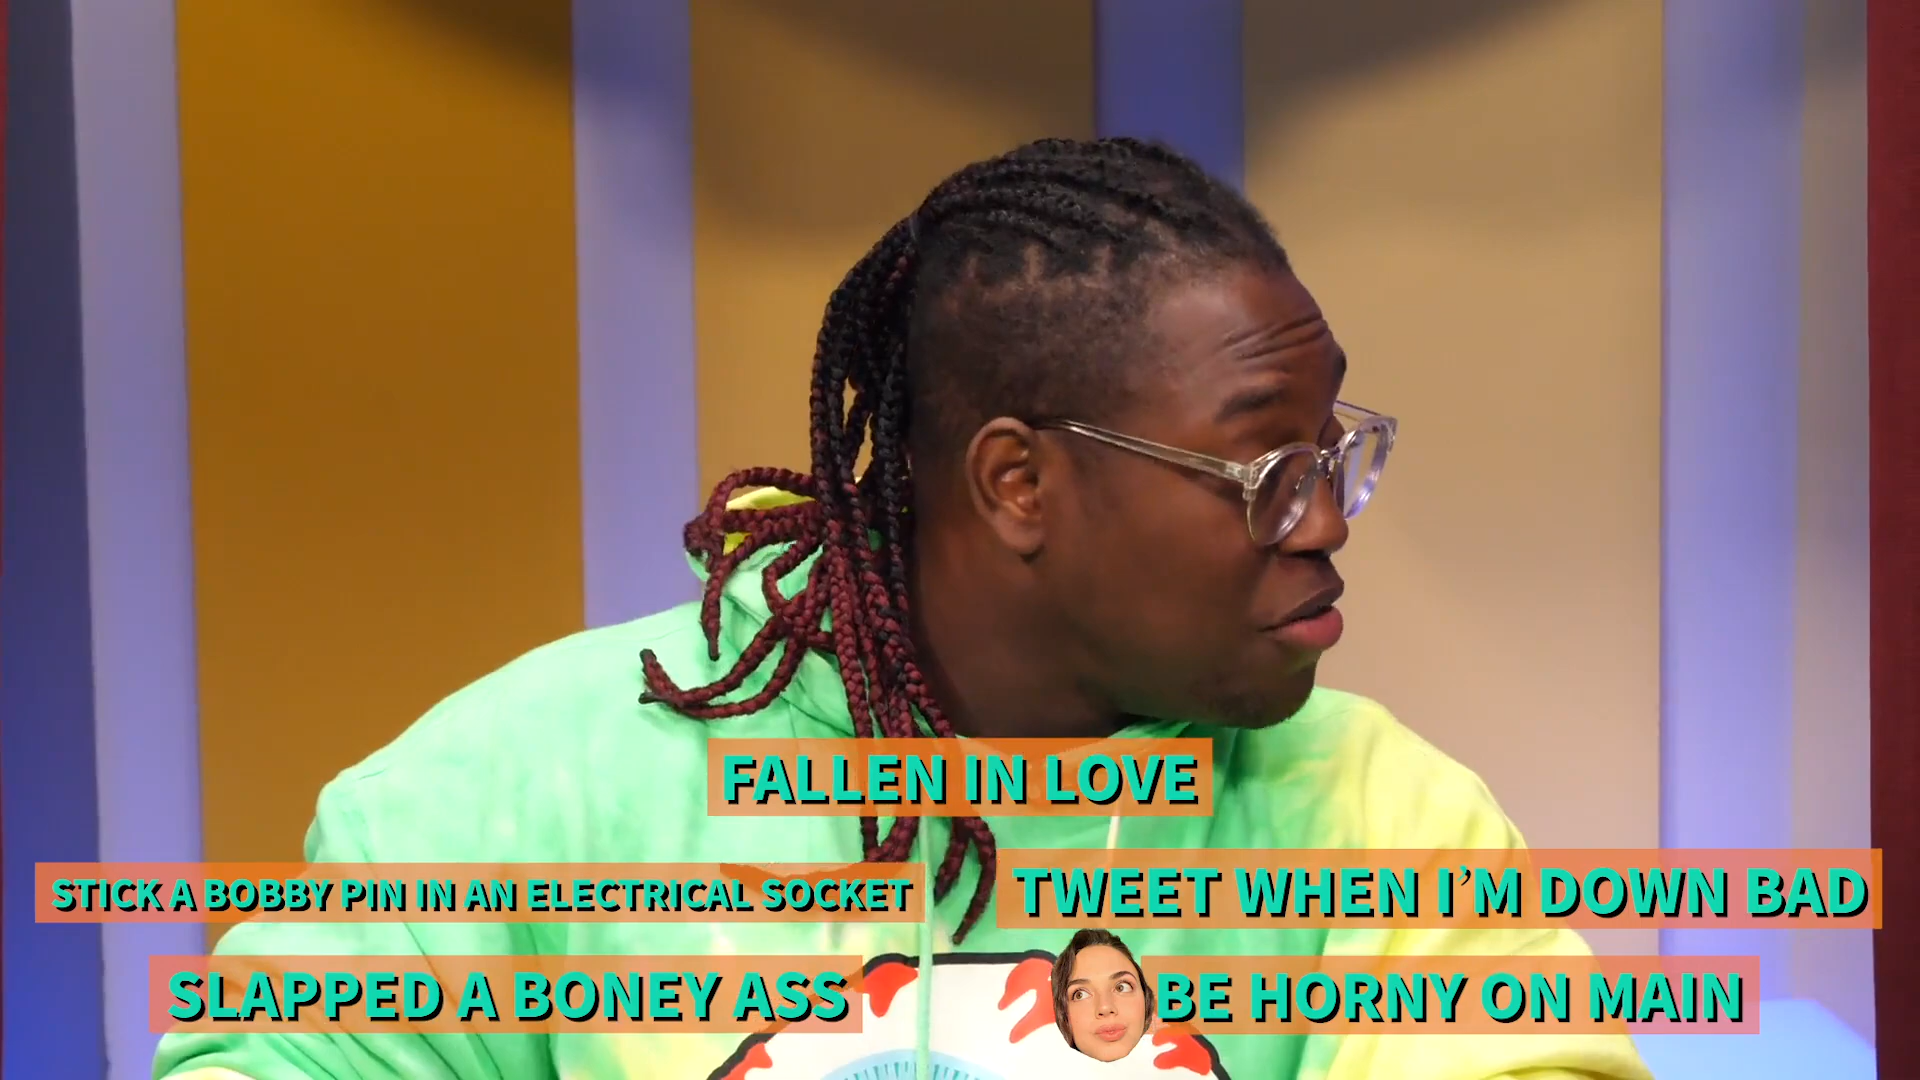 FALLEN IN LOVE
STICK A BOBBY PIN IN AN ELECTRICAL SOCKET
TWEET WHEN I’M DOWN BAD
SLAPPED A BONEY ASS
BE HORNY ON MAIN